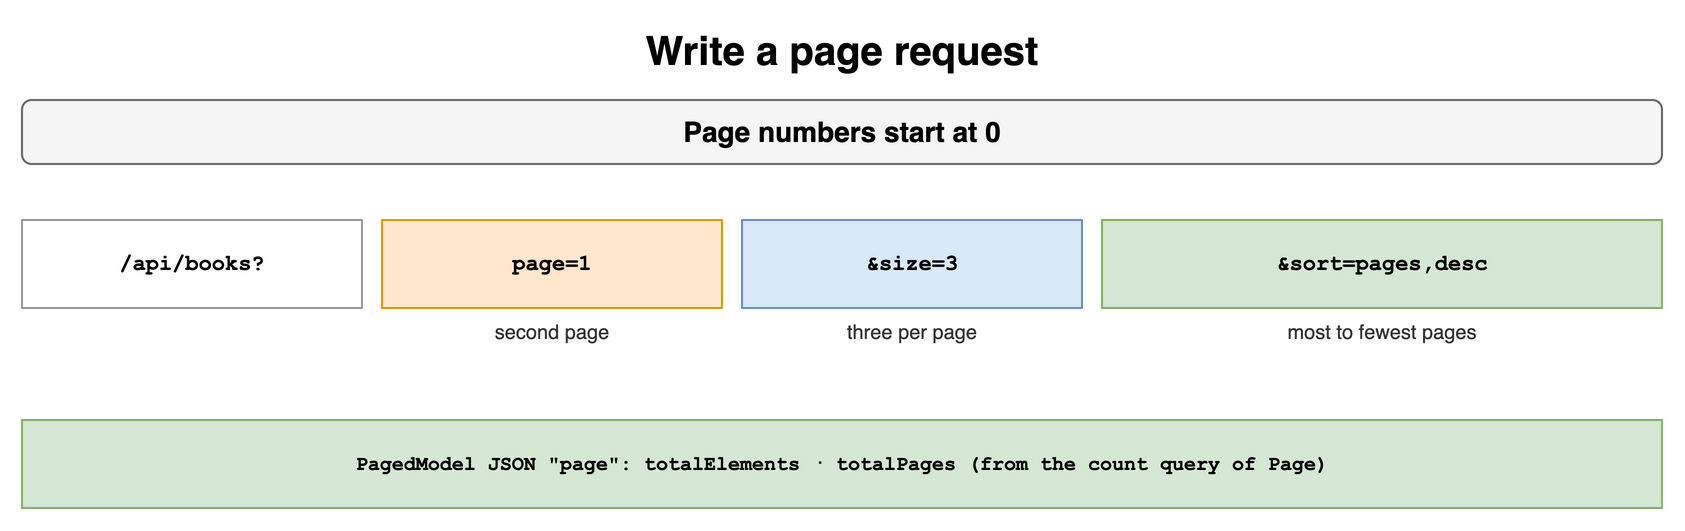 Write a page request
Page numbers start at 0
/api/books?
page=1
&size=3
&sort=pages,desc
second page
three per page
most to fewest pages
PagedModel JSON "page": totalElements · totalPages (from the count query of Page)